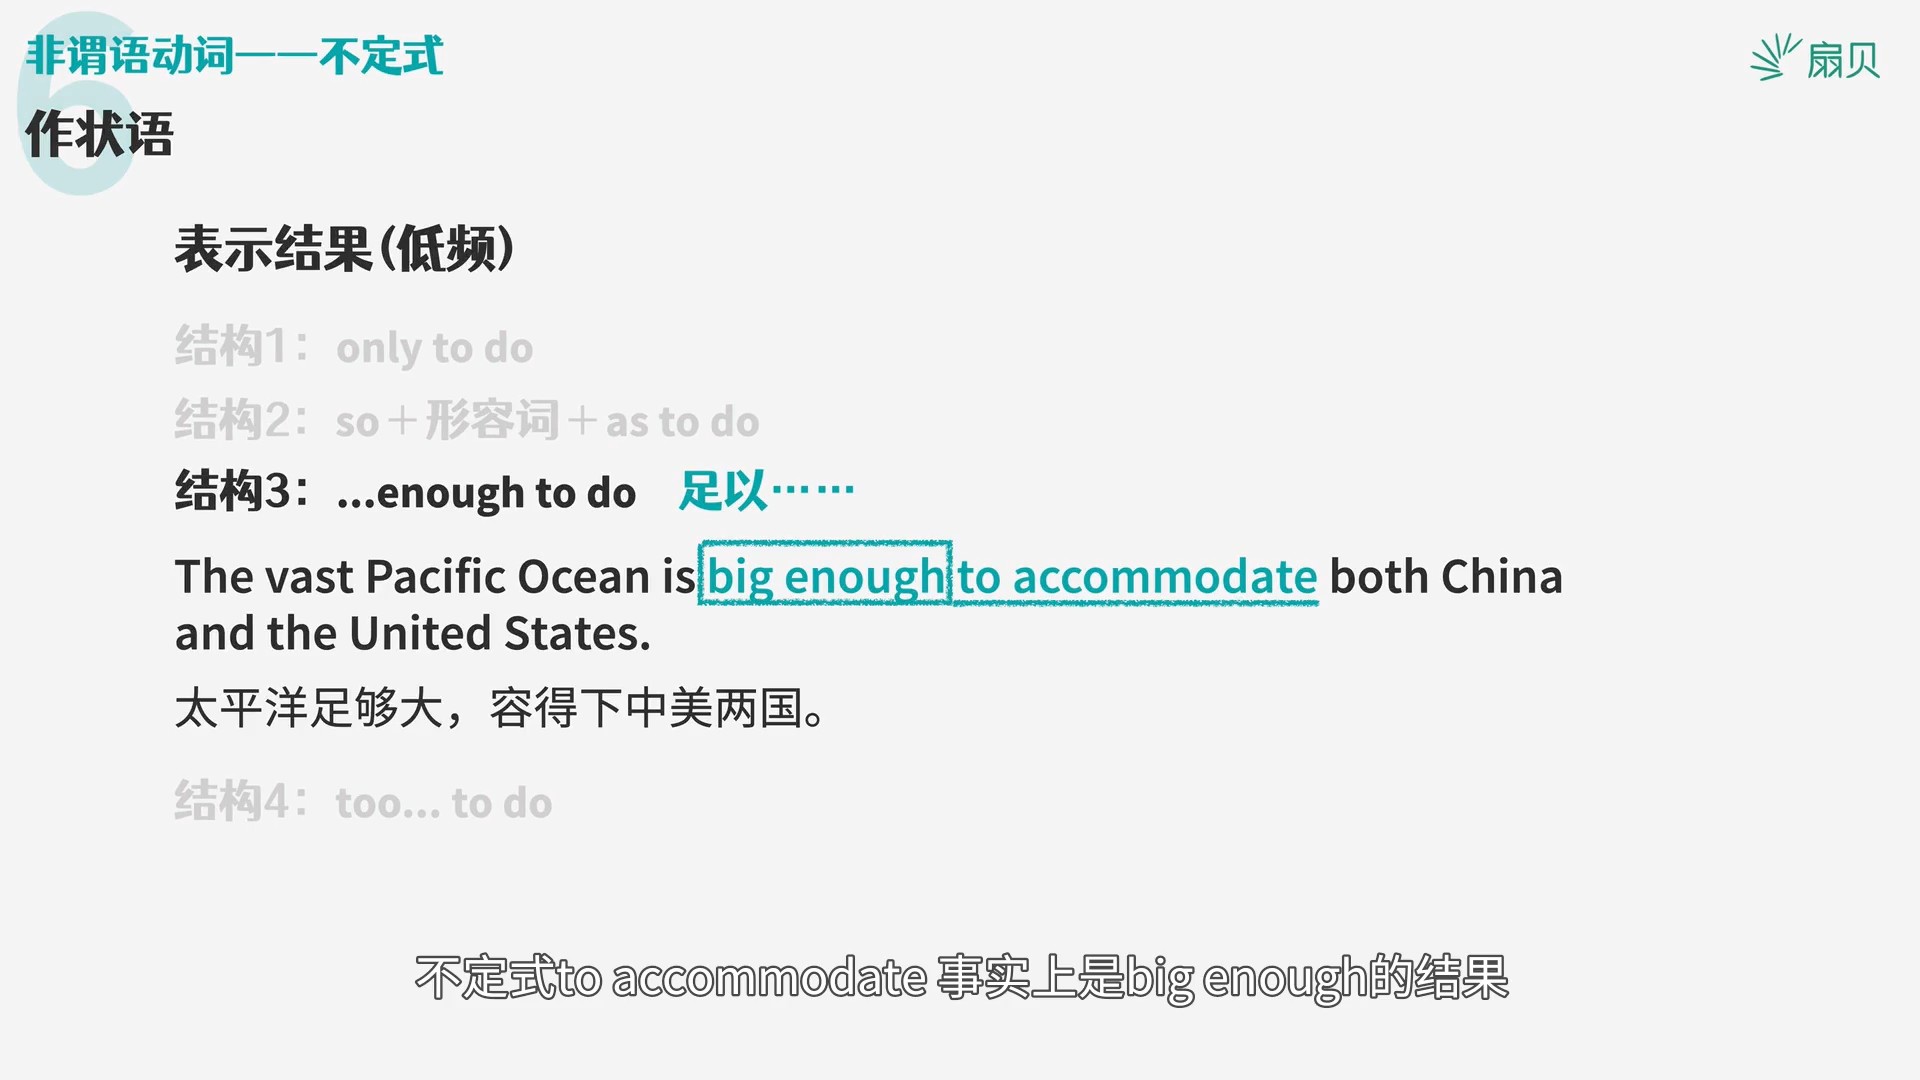 非谓语动词——不定式
扇贝
6
作状语
表示结果(低频)
结构1：only to do
结构2：so＋形容词＋as to do
结构3：...enough to do 足以……
The vast Pacific Ocean is big enough to accommodate both China
and the United States.
太平洋足够大，容得下中美两国。
结构4：too... to do
不定式to accommodate 事实上是big enough的结果